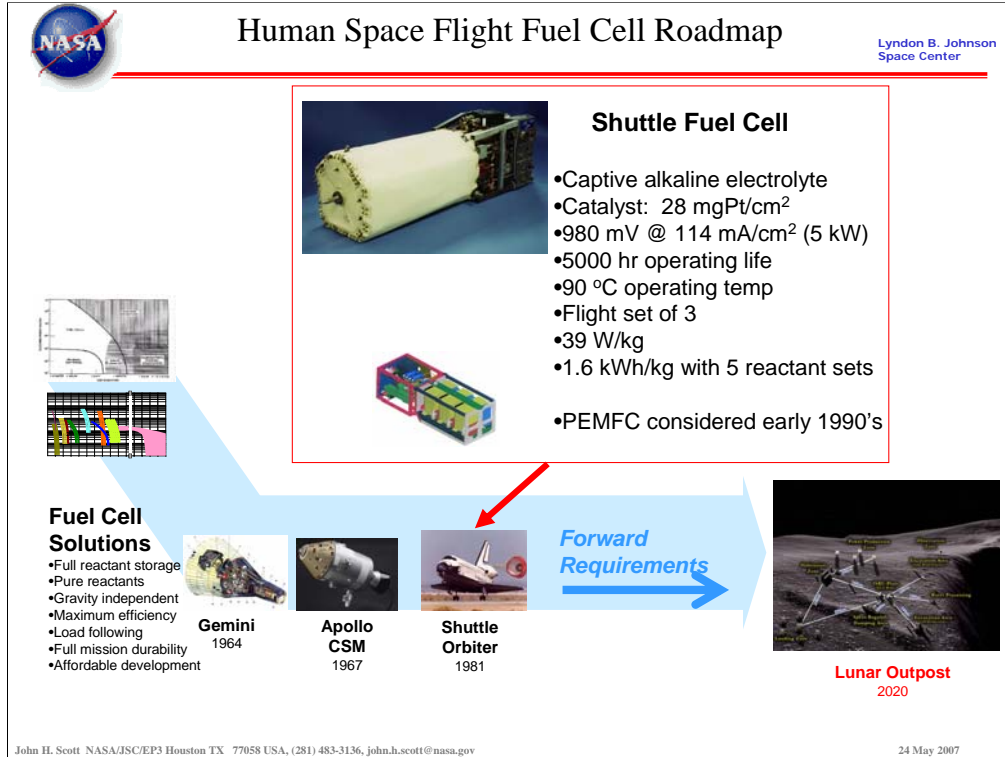 NASA
Human Space Flight Fuel Cell Roadmap
Lyndon B. Johnson
Space Center
Shuttle Fuel Cell
•Captive alkaline electrolyte
•Catalyst:  28 mgPt/cm²
•980 mV @ 114 mA/cm² (5 kW)
•5000 hr operating life
•90 ºC operating temp
•Flight set of 3
•39 W/kg
•1.6 kWh/kg with 5 reactant sets
•PEMFC considered early 1990's
Fuel Cell
Solutions
•Full reactant storage
•Pure reactants
•Gravity independent
•Maximum efficiency
•Load following
•Full mission durability
•Affordable development
Gemini
1964
Apollo
CSM
1967
Shuttle
Orbiter
1981
Forward
Requirements
Lunar Outpost
2020
John H. Scott  NASA/JSC/EP3 Houston TX  77058 USA, (281) 483-3136, john.h.scott@nasa.gov
24 May 2007